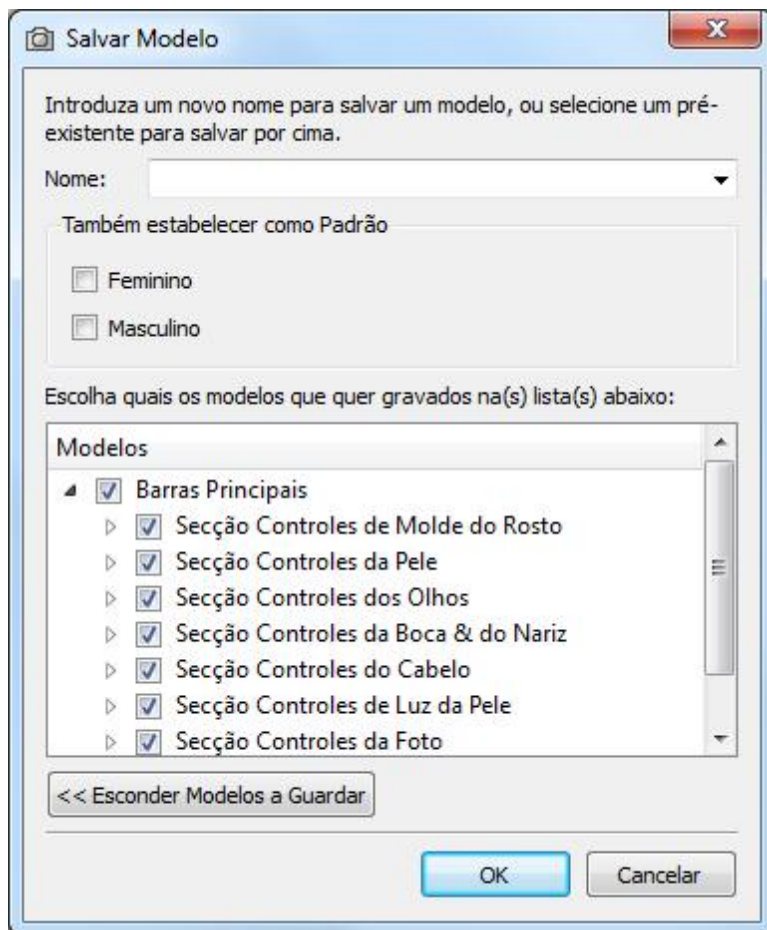 Salvar Modelo
Introduza um novo nome para salvar um modelo, ou selecione um pré-
existente para salvar por cima.
Nome:
Também estabelecer como Padrão
Feminino
Masculino
Escolha quais os modelos que quer gravados na(s) lista(s) abaixo:
Modelos
Barras Principais
Secção Controles de Molde do Rosto
Secção Controles da Pele
Secção Controles dos Olhos
Secção Controles da Boca & do Nariz
Secção Controles do Cabelo
Secção Controles de Luz da Pele
Secção Controles da Foto
<< Esconder Modelos a Guardar
OK Cancelar